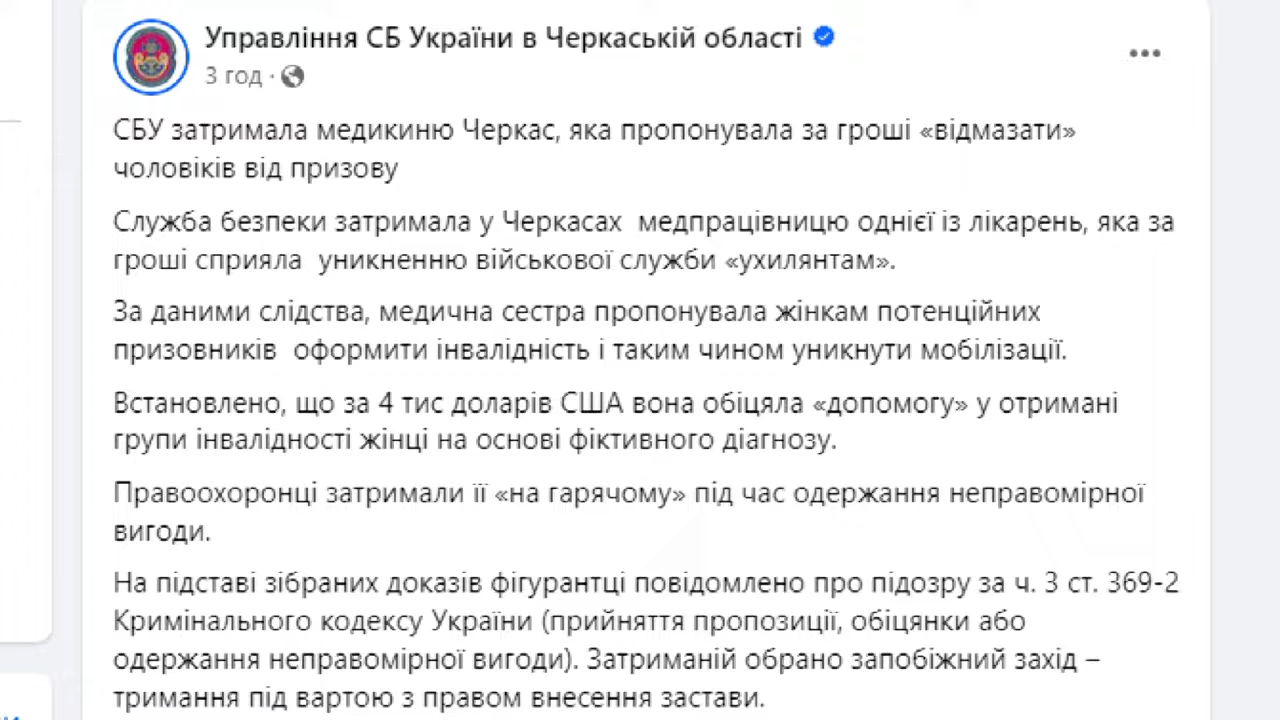 Управління СБ України в Черкаській області
3 год ·
СБУ затримала медикиню Черкас, яка пропонувала за гроші «відмазати»
чоловіків від призову
Служба безпеки затримала у Черкасах  медпрацівницю однієї із лікарень, яка за
гроші сприяла  уникненню військової служби «ухилянтам».
За даними слідства, медична сестра пропонувала жінкам потенційних
призовників  оформити інвалідність і таким чином уникнути мобілізації.
Встановлено, що за 4 тис доларів США вона обіцяла «допомогу» у отримані
групи інвалідності жінці на основі фіктивного діагнозу.
Правоохоронці затримали її «на гарячому» під час одержання неправомірної
вигоди.
На підставі зібраних доказів фігурантці повідомлено про підозру за ч. 3 ст. 369-2
Кримінального кодексу України (прийняття пропозиції, обіцянки або
одержання неправомірної вигоди). Затриманій обрано запобіжний захід –
тримання під вартою з правом внесення застави.